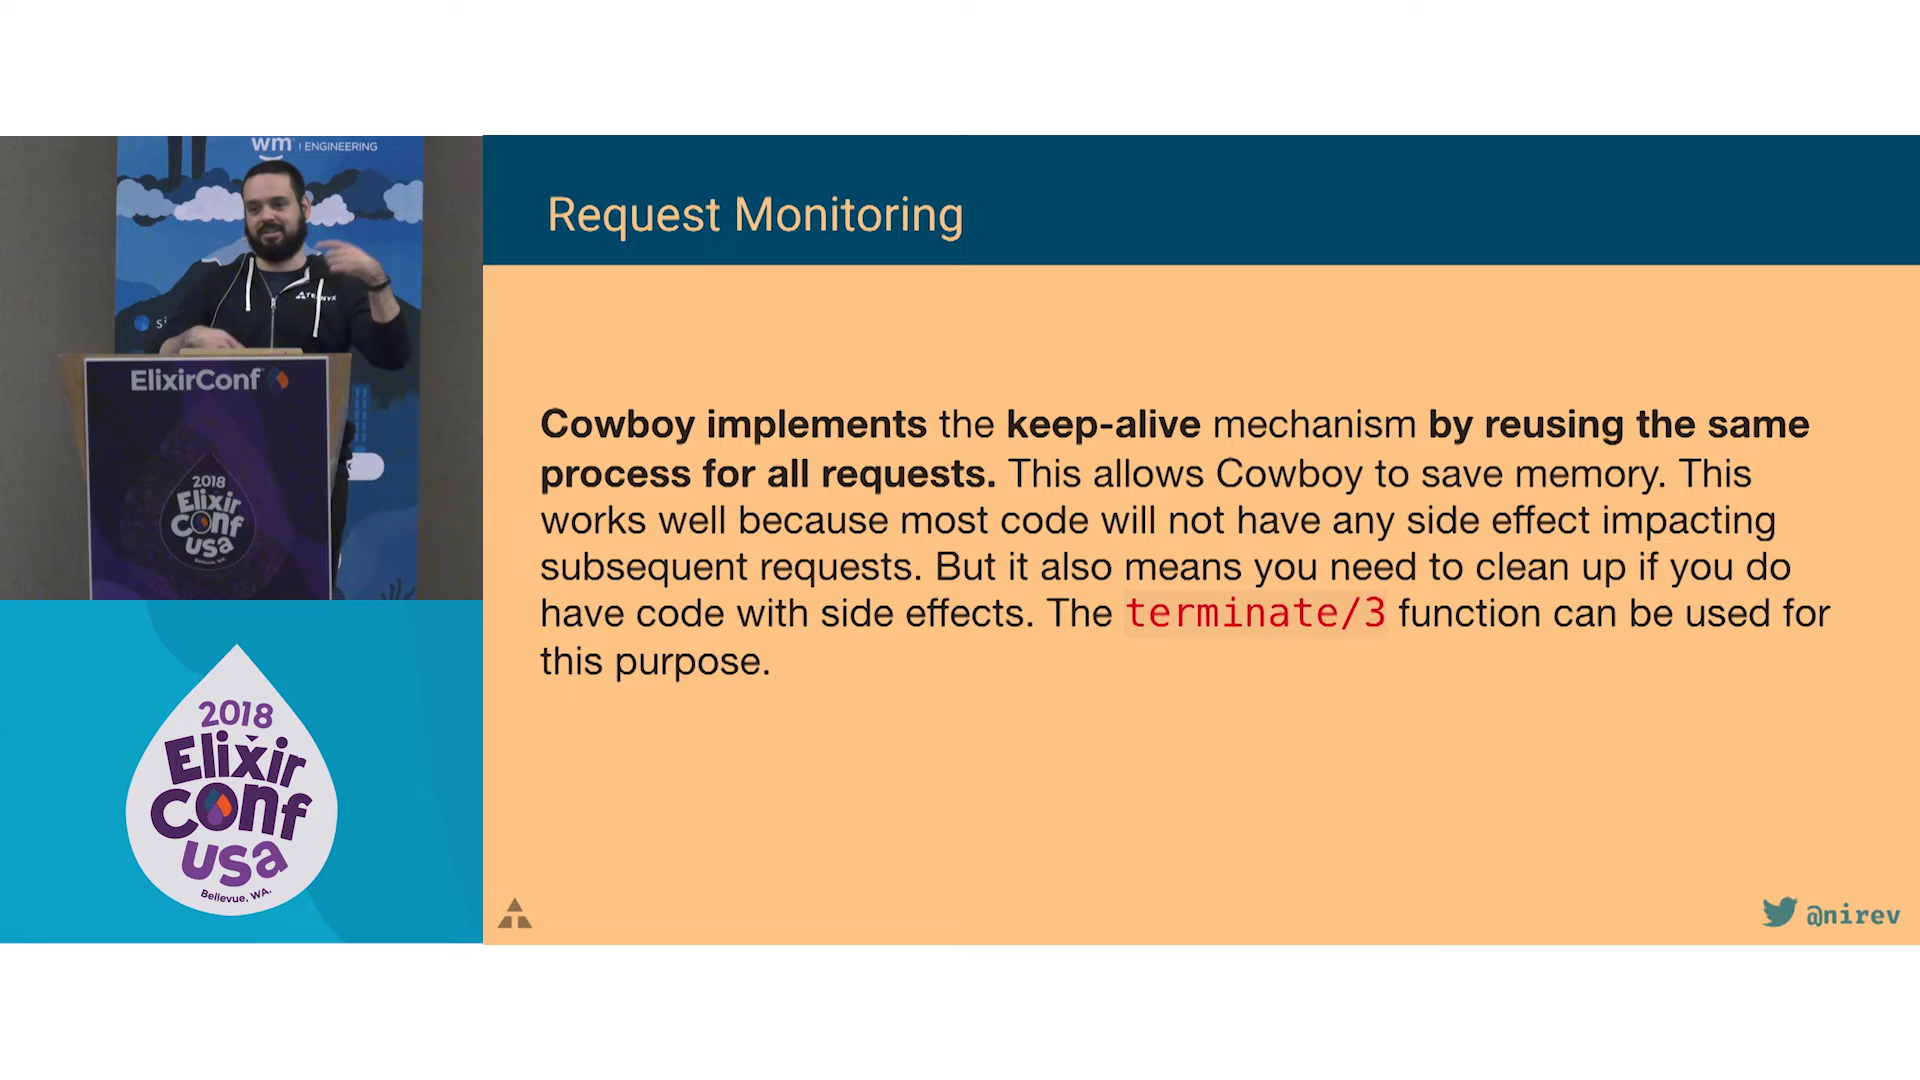 wm | ENGINEERING
TELNYX
ElixirConf
2018
Elixir
Conf
USA
Bellevue, WA.
2018
Elixir
Conf
USA
Bellevue, WA.
Request Monitoring
Cowboy implements the keep-alive mechanism by reusing the same
process for all requests. This allows Cowboy to save memory. This
works well because most code will not have any side effect impacting
subsequent requests. But it also means you need to clean up if you do
have code with side effects. The terminate/3 function can be used for
this purpose.
@nirev